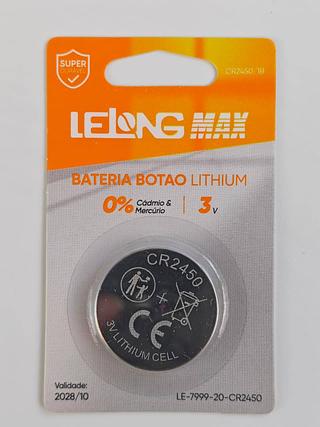 SUPER
DURÁVEL
CR2450/1B
LELONG MAX
BATERIA BOTAO LITHIUM
0% Cádmio & Mercúrio | 3V
CR2450
+
CE
3V LITHIUM CELL
Validade:
2028/10
LE-7999-20-CR2450